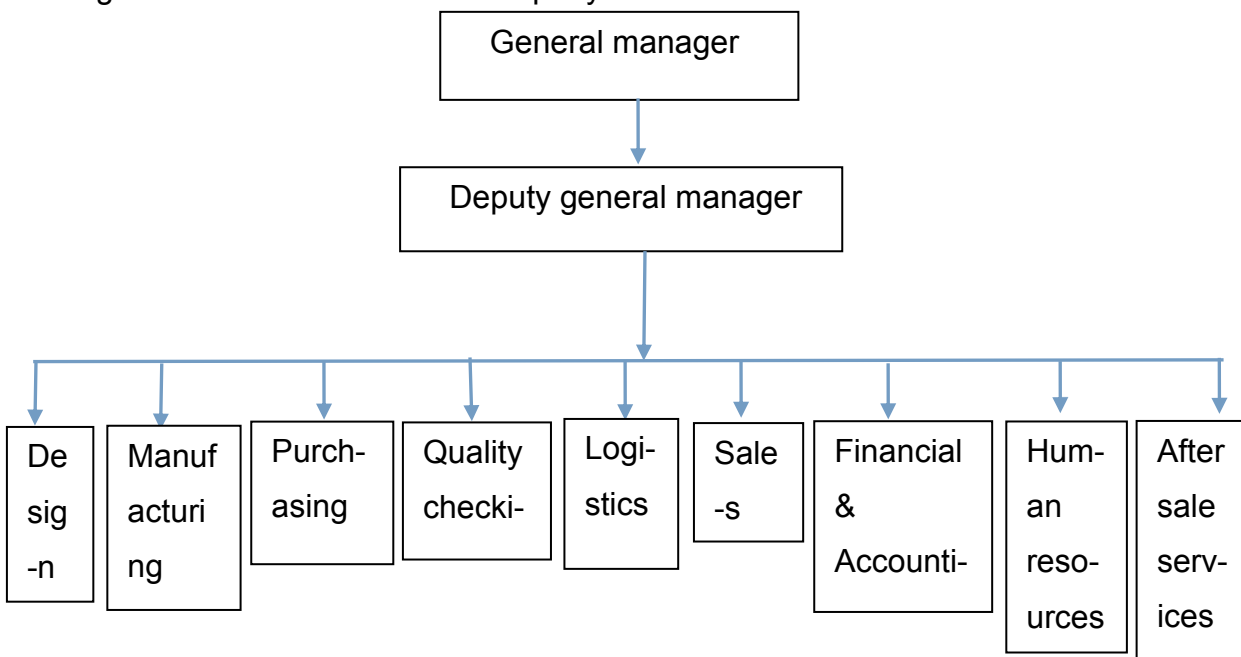 General manager
Deputy general manager
De
sig
-n
Manuf
acturi
ng
Purch-
asing
Quality
checki-
Logi-
stics
Sale
-s
Financial
&
Accounti-
Hum-
an
reso-
urces
After
sale
serv-
ices